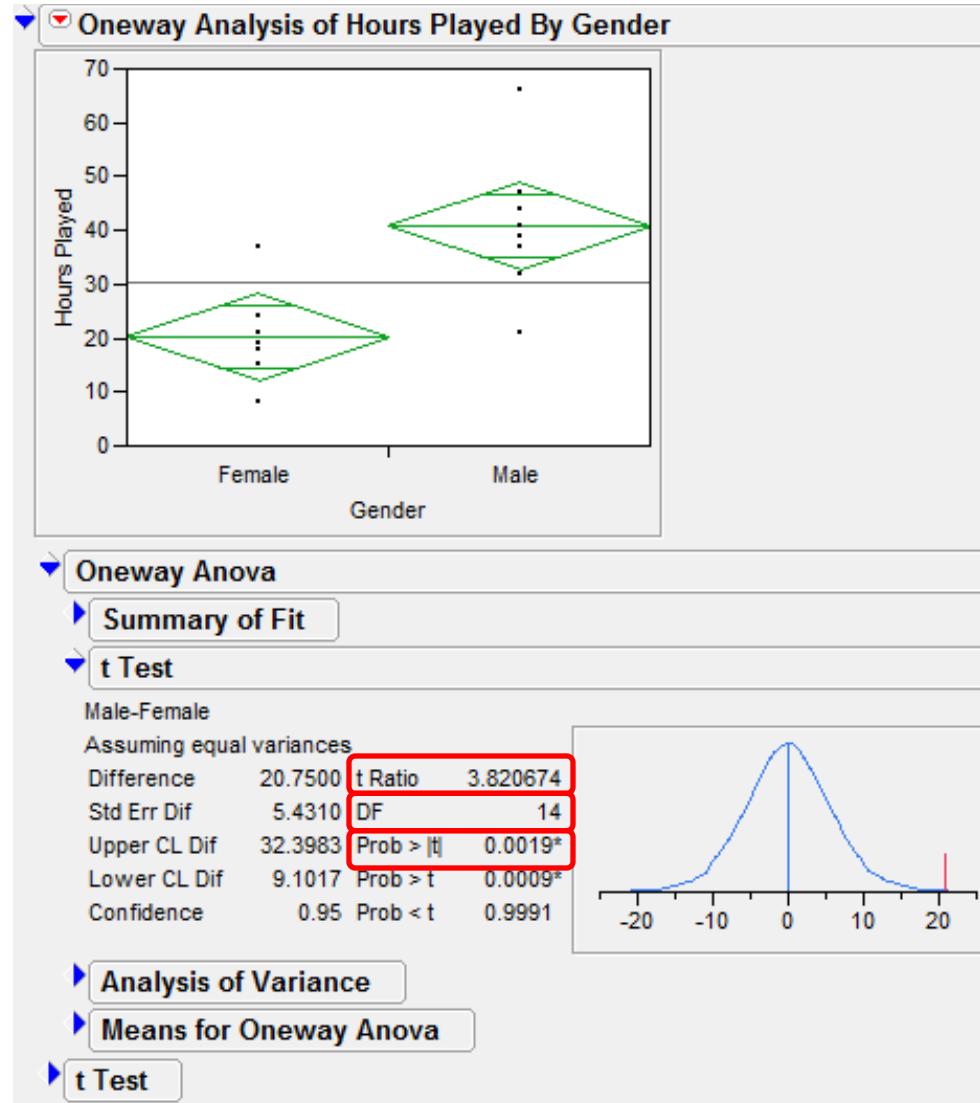 Oneway Analysis of Hours Played By Gender
70
60
50
40
30
20
10
0
Hours Played
Female Male
Gender
Oneway Anova
Summary of Fit
t Test
Male-Female
Assuming equal variances
Difference 20.7500 t Ratio 3.820674
Std Err Dif 5.4310 DF 14
Upper CL Dif 32.3983 Prob > |t| 0.0019*
Lower CL Dif 9.1017 Prob > t 0.0009*
Confidence 0.95 Prob < t 0.9991
-20 -10 0 10 20
Analysis of Variance
Means for Oneway Anova
t Test